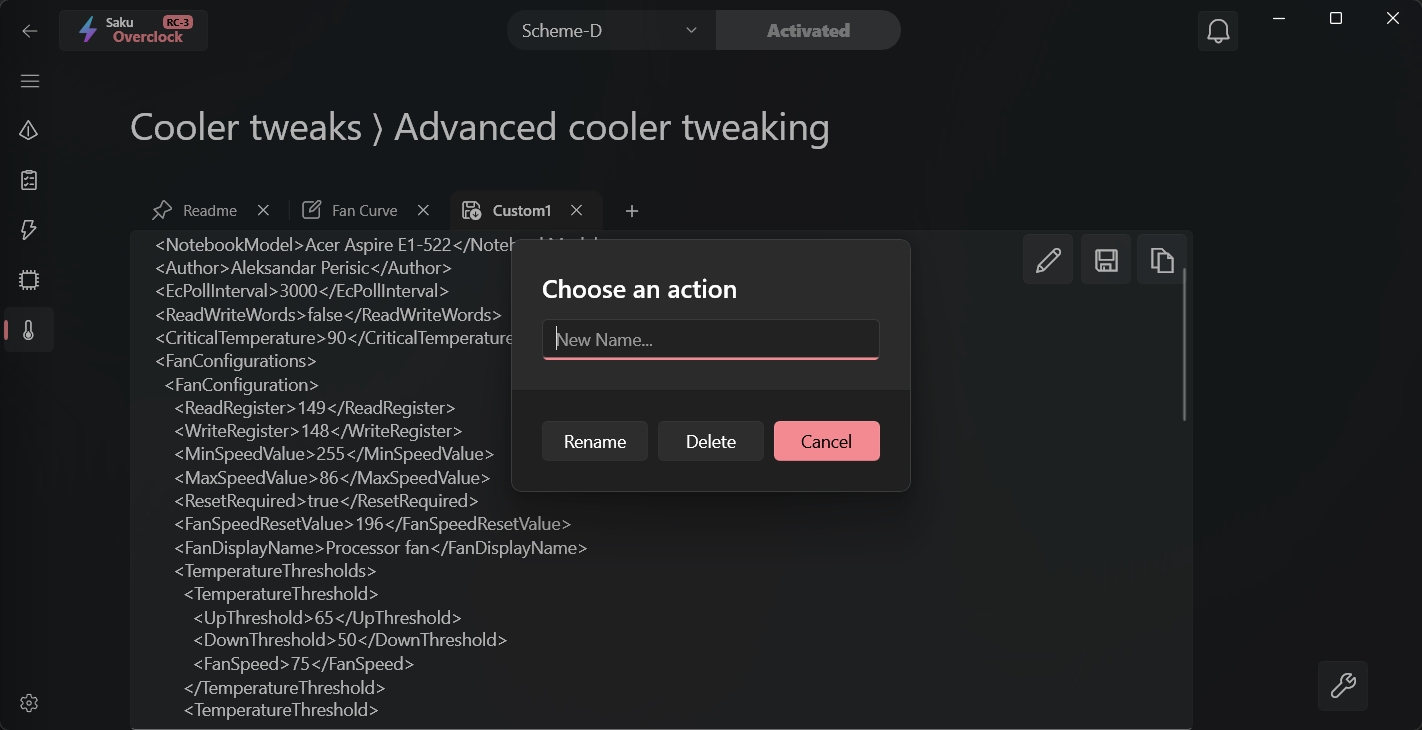 Saku
RC-3
Overclock
Scheme-D
Activated
Cooler tweaks ⟩ Advanced cooler tweaking
Readme
Fan Curve
Custom1
<NotebookModel>Acer Aspire E1-522</Notebook
<Author>Aleksandar Perisic</Author>
<EcPollInterval>3000</EcPollInterval>
<ReadWriteWords>false</ReadWriteWords>
<CriticalTemperature>90</CriticalTemperature
<FanConfigurations>
<FanConfiguration>
<ReadRegister>149</ReadRegister>
<WriteRegister>148</WriteRegister>
<MinSpeedValue>255</MinSpeedValue>
<MaxSpeedValue>86</MaxSpeedValue>
<ResetRequired>true</ResetRequired>
<FanSpeedResetValue>196</FanSpeedResetValue>
<FanDisplayName>Processor fan</FanDisplayName>
<TemperatureThresholds>
<TemperatureThreshold>
<UpThreshold>65</UpThreshold>
<DownThreshold>50</DownThreshold>
<FanSpeed>75</FanSpeed>
</TemperatureThreshold>
<TemperatureThreshold>
Choose an action
New Name...
Rename
Delete
Cancel